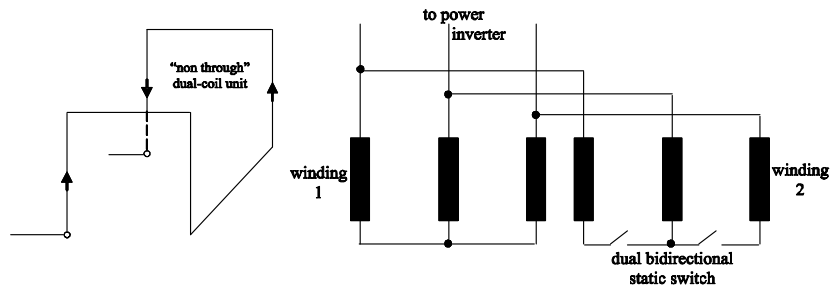 to power
inverter
“non through”
dual-coil unit
winding
1
winding
2
dual bidirectional
static switch